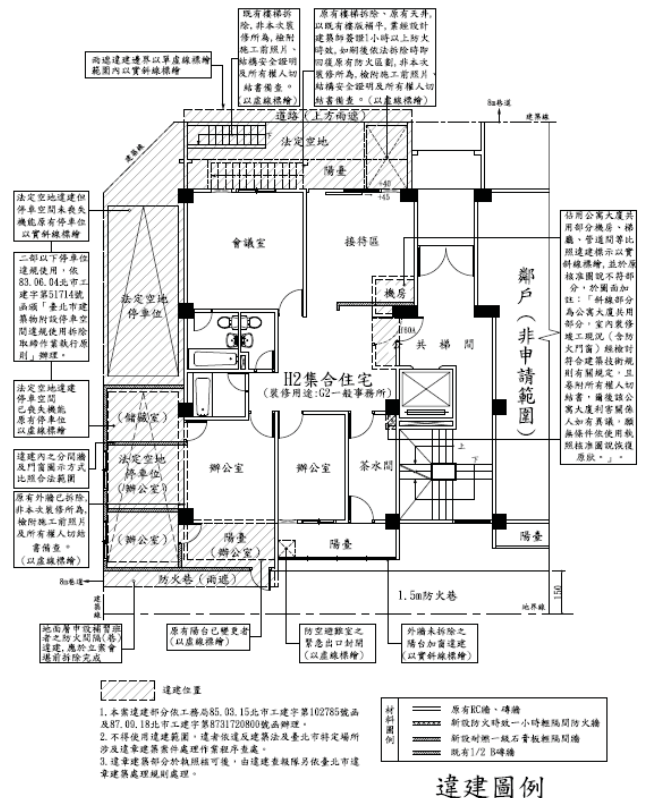 既有樓梯拆
除，非本次裝
修所為，檢附
施工前照片、
結構安全證明
及所有權人切
結書備查。
(以虛線標繪)
原有樓梯拆除、原有天井，
以既有樓版補平，業經設計
建築師簽證1小時以上防火
時效，如嗣後依法拆除時即
回復原有防火區劃，非本次
裝修所為，檢附施工前照片、
結構安全證明及所有權人切
結書備查。(以虛線標繪)
雨遮違建邊界以單虛線標繪
範圍內以實斜線標繪
道路(上方雨遮)
8m巷道
建築線
建築線
法定空地
下
陽臺
+40
+45
法定空地違建但
停車空間未喪失
機能原有停車位
以實斜線標繪
二部以下停車位
違規使用，依
83.06.04北市工
建字第51714號
函頒「臺北市建
築物附設停車空
間違規使用拆除
取締作業執行原
則」辦理。
法定空地違建
停車空間
已喪失機能
原有停車位
以虛線標繪
違建內之分間牆
及門窗圖示方式
比照合法範圍
原有外牆已拆除，
非本次裝修所為，
檢附施工前照片
及所有權人切結
書備查。
(以虛線標繪)
會議室
接待區
法定空地
停車位
機房
f60A
公共梯間
鄰戶(非申請範圍)
佔用公寓大廈共
用部分機房、梯
廳、管道間等比
照違建標示以實
斜線標繪，並於原
核准圖說不符部
分，於圖面加
註：「斜線部分
為公寓大廈共用
部分，室內裝修
竣工現況(含防
火門窗)經檢討
符合建築技術規
則有關規定，且
卷附所有權人切
結書，爾後該公
寓大廈利害關係
人如有異議，願
無條件依使用執
照核准圖說恢復
原狀。」。
H2集合住宅
(裝修用途:G2一般事務所)
(儲藏室)
法定空地
停車位
(辦公室)
(辦公室)
辦公室
辦公室
茶水間
上
下
陽臺
(辦公室)
陽臺
陽臺
8m巷道
防火巷(雨遮)
1.5m防火巷
建築線
地界線
150
地面層申設補習班
者之防火間隔(巷)
違建，應於立案會
堪前拆除完成
原有陽台已變更者
(以虛線標繪)
防空避難室之
緊急出口封閉
(以虛線標繪)
外牆未拆除之
陽台加窗違建
(以實斜線標繪)
違建位置
1.本案違建部分依工務局85.03.15北市工建字第102785號函
及87.09.18北市工建字第8731720800號函辦理。
2.不得使用違建範圍，違者依違反建築法及臺北市特定場所
涉及違章建築案件處理作業程序查處。
3.違章建築部分於執照核可後，由違建查報隊另依臺北市違
章建築處理規則處理。
材料圖例
原有RC牆、磚牆
新設防火時效一小時輕隔間防火牆
新設耐燃一級石膏板輕隔間牆
既有1/2 B磚牆
違建圖例